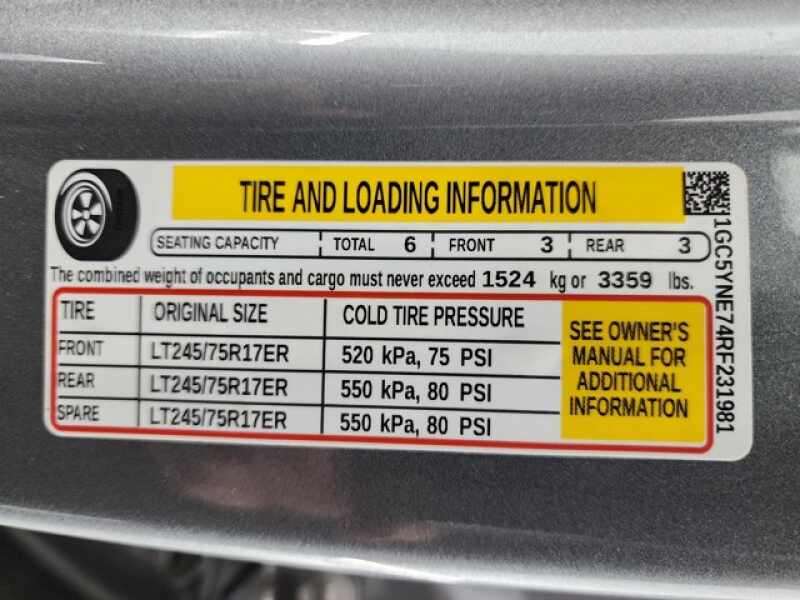 TIRE AND LOADING INFORMATION
SEATING CAPACITY TOTAL 6 FRONT 3 REAR 3
The combined weight of occupants and cargo must never exceed 1524 kg or 3359 lbs.
TIRE ORIGINAL SIZE COLD TIRE PRESSURE
FRONT LT245/75R17ER 520 kPa, 75 PSI
REAR LT245/75R17ER 550 kPa, 80 PSI
SPARE LT245/75R17ER 550 kPa, 80 PSI
SEE OWNER'S
MANUAL FOR
ADDITIONAL
INFORMATION
1GC5YNE74RF231981